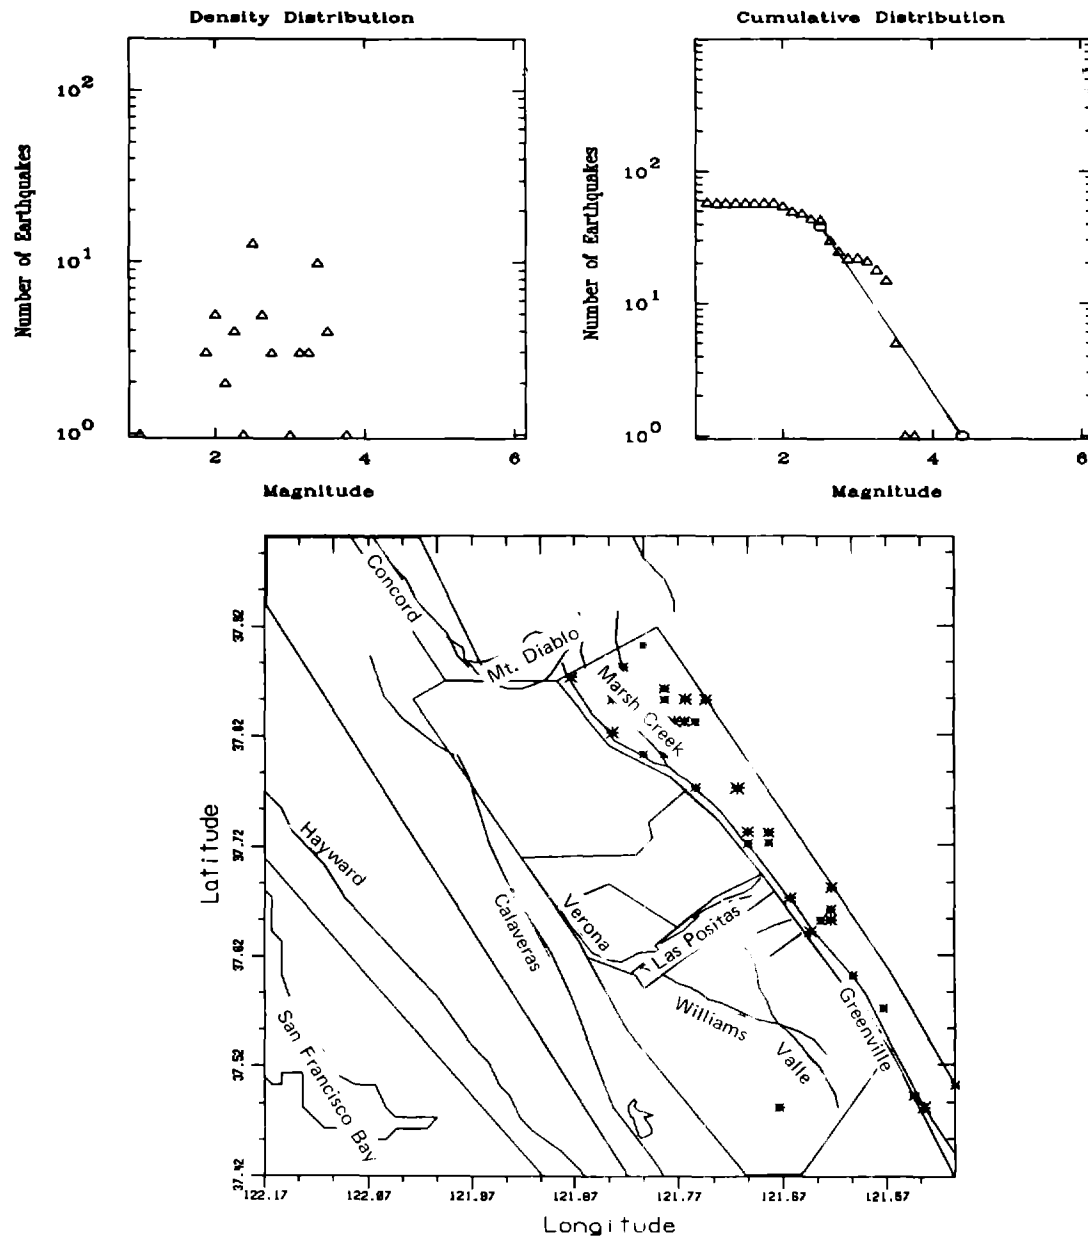 Density Distribution
Number of Earthquakes
10²
10¹
10⁰
2
4
6
Magnitude
Cumulative Distribution
Number of Earthquakes
10²
10¹
10⁰
2
4
6
Magnitude
Latitude
37.92
37.82
37.72
37.62
37.52
37.42
Concord
Mt. Diablo
Marsh Creek
Hayward
Calaveras
Verona
Las Positas
Williams
Valle
Greenville
San Francisco Bay
122.17
122.07
121.97
121.87
121.77
121.67
121.57
Longitude